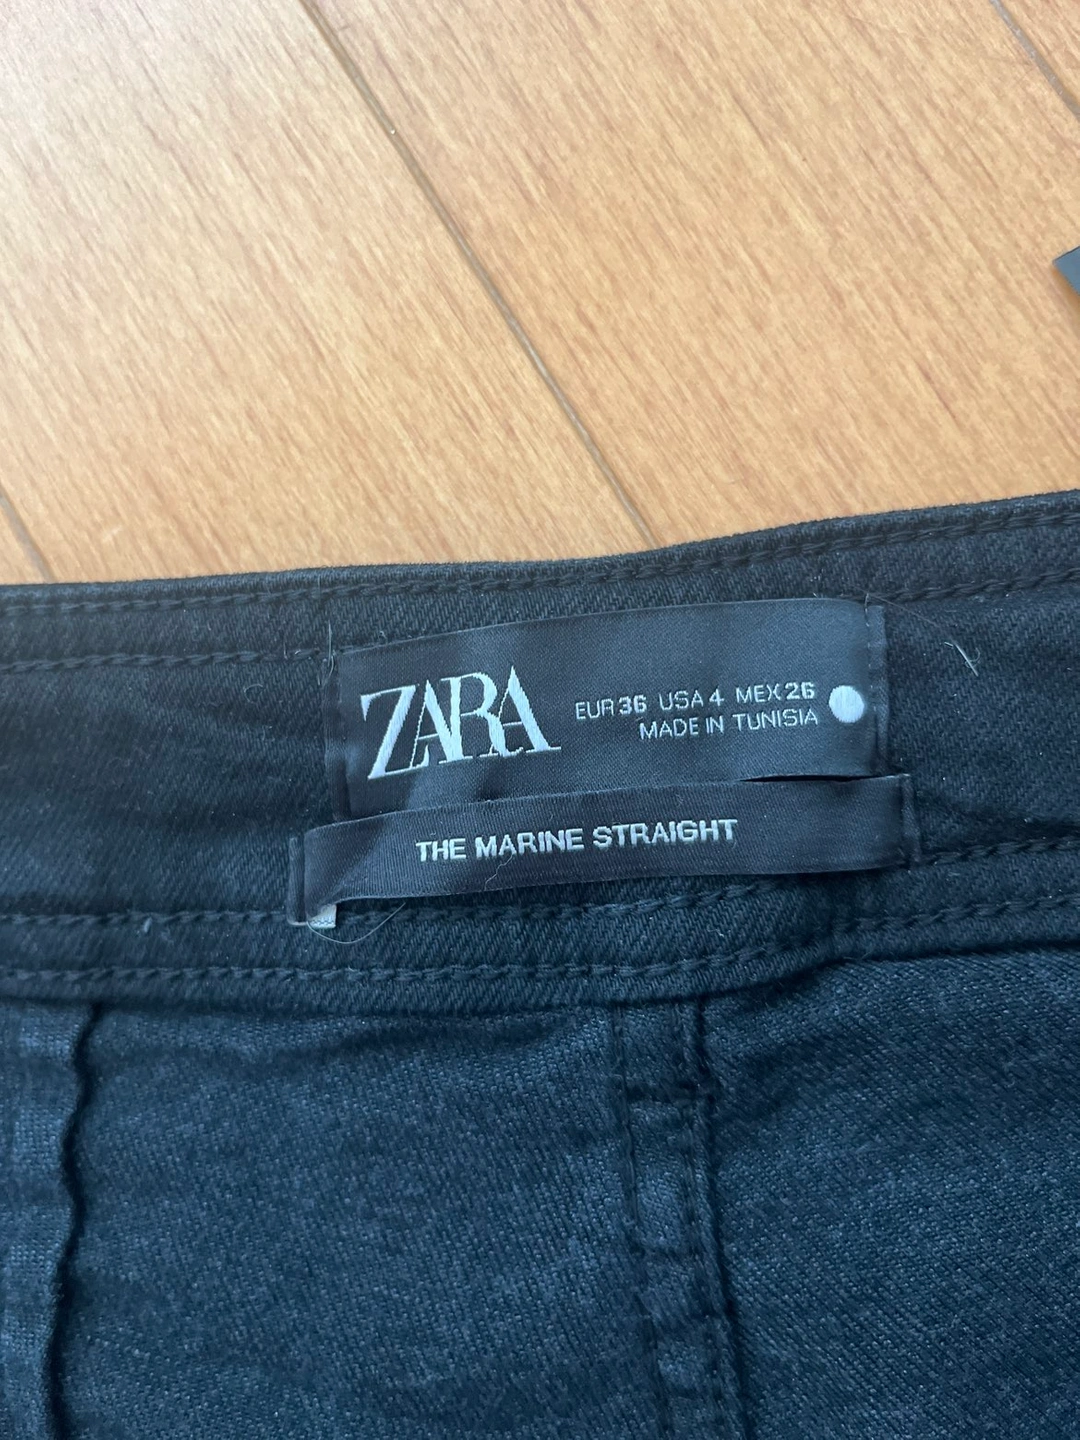 ZARA
EUR 36 USA 4 MEX 26
MADE IN TUNISIA
THE MARINE STRAIGHT